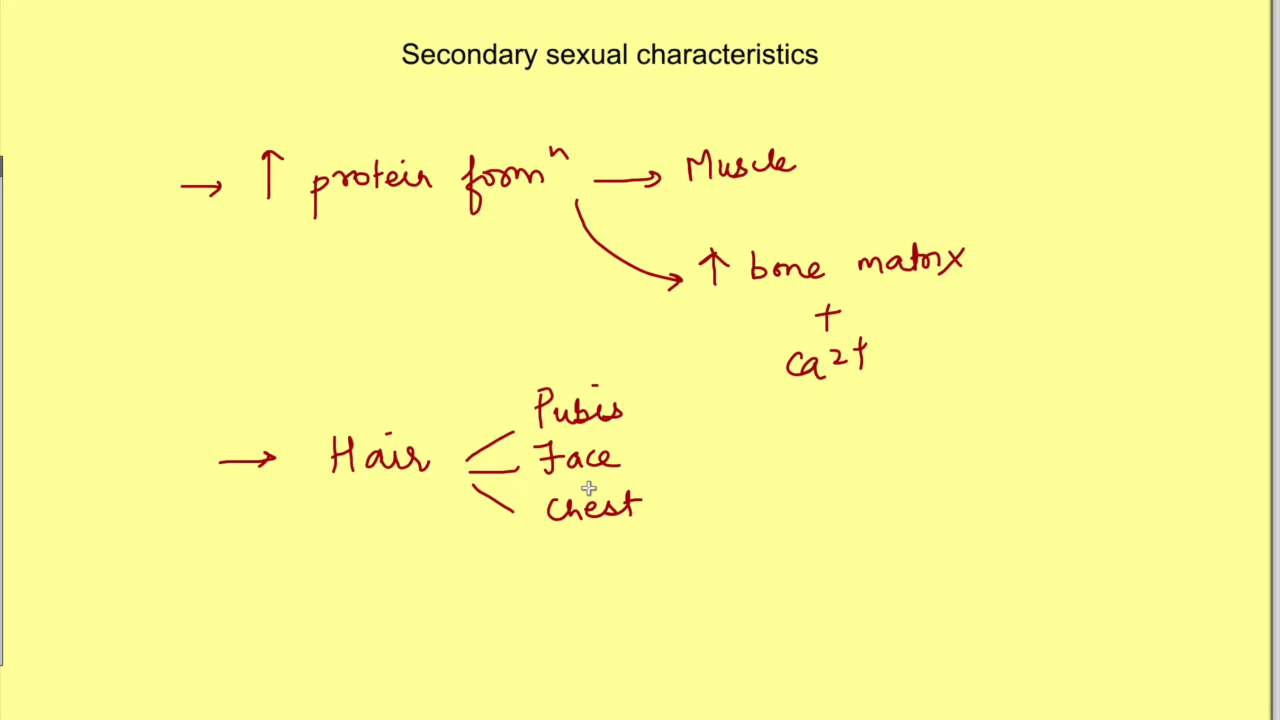 Secondary sexual characteristics
→ ↑ protein formⁿ → Muscle
↑ bone matrix
+
Ca2+
Pubis
→ Hair Face
Chest